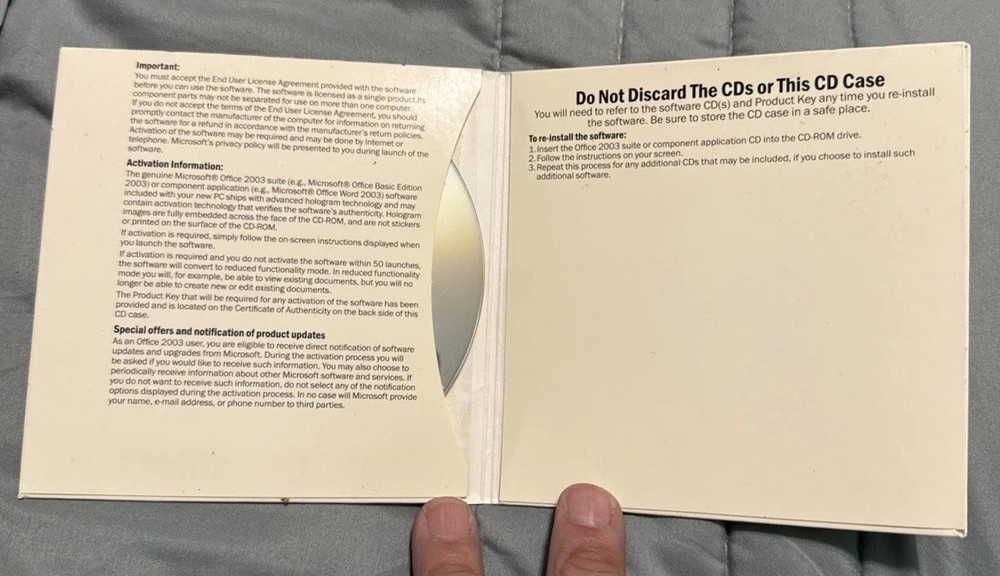 Important:
You must accept the End User License Agreement provided with the software
before you can use the software. The software is licensed as a single product.Its
component parts may not be separated for use on more than one computer.
If you do not accept the terms of the End User License Agreement, you should
promptly contact the manufacturer of the computer for information on returning
the software for a refund in accordance with the manufacturer's return policies.
Activation of the software may be required and may be done by Internet or
telephone. Microsoft's privacy policy will be presented to you during launch of the
software.
Activation Information:
The genuine Microsoft® Office 2003 suite (e.g., Microsoft® Office Basic Edition
2003) or component application (e.g., Microsoft® Office Word 2003) software
included with your new PC ships with advanced hologram technology and may
contain activation technology that verifies the software's authenticity. Hologram
images are fully embedded across the face of the CD-ROM, and are not stickers
or printed on the surface of the CD-ROM.
If activation is required, simply follow the on-screen instructions displayed when
you launch the software.
If activation is required and you do not activate the software within 50 launches,
the software will convert to reduced functionality mode. In reduced functionality
mode you will, for example, be able to view existing documents, but you will no
longer be able to create new or edit existing documents.
The Product Key that will be required for any activation of the software has been
provided and is located on the Certificate of Authenticity on the back side of this
CD case.
Special offers and notification of product updates
As an Office 2003 user, you are eligible to receive direct notification of software
updates and upgrades from Microsoft. During the activation process you will
be asked if you would like to receive such information. You may also choose to
periodically receive information about other Microsoft software and services. If
you do not want to receive such information, do not select any of the notification
options displayed during the activation process. In no case will Microsoft provide
your name, e-mail address, or phone number to third parties.
Do Not Discard The CDs or This CD Case
You will need to refer to the software CD(s) and Product Key any time you re-install
the software. Be sure to store the CD case in a safe place.
To re-install the software:
1. Insert the Office 2003 suite or component application CD into the CD-ROM drive.
2. Follow the instructions on your screen.
3. Repeat this process for any additional CDs that may be included, if you choose to install such
additional software.